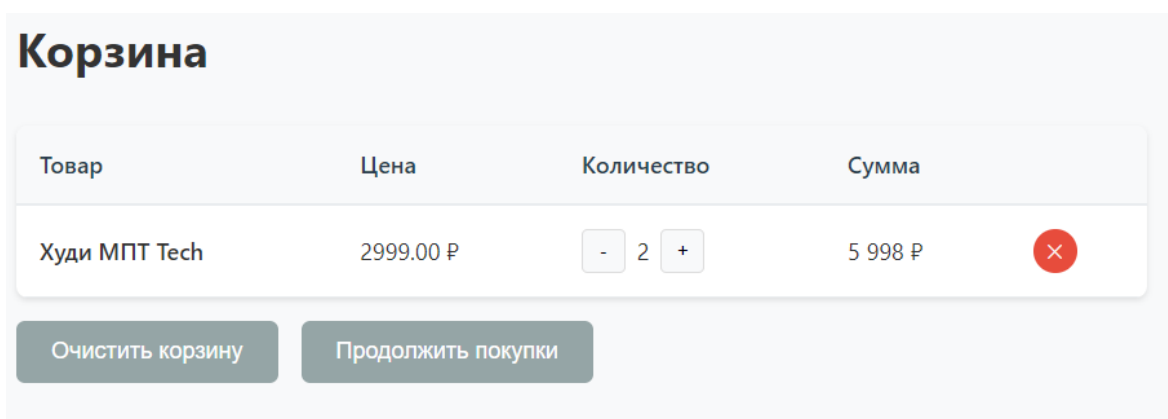 Корзина
Товар Цена Количество Сумма
Худи МПТ Tech 2999.00 ₽ - 2 + 5 998 ₽ ×
Очистить корзину Продолжить покупки